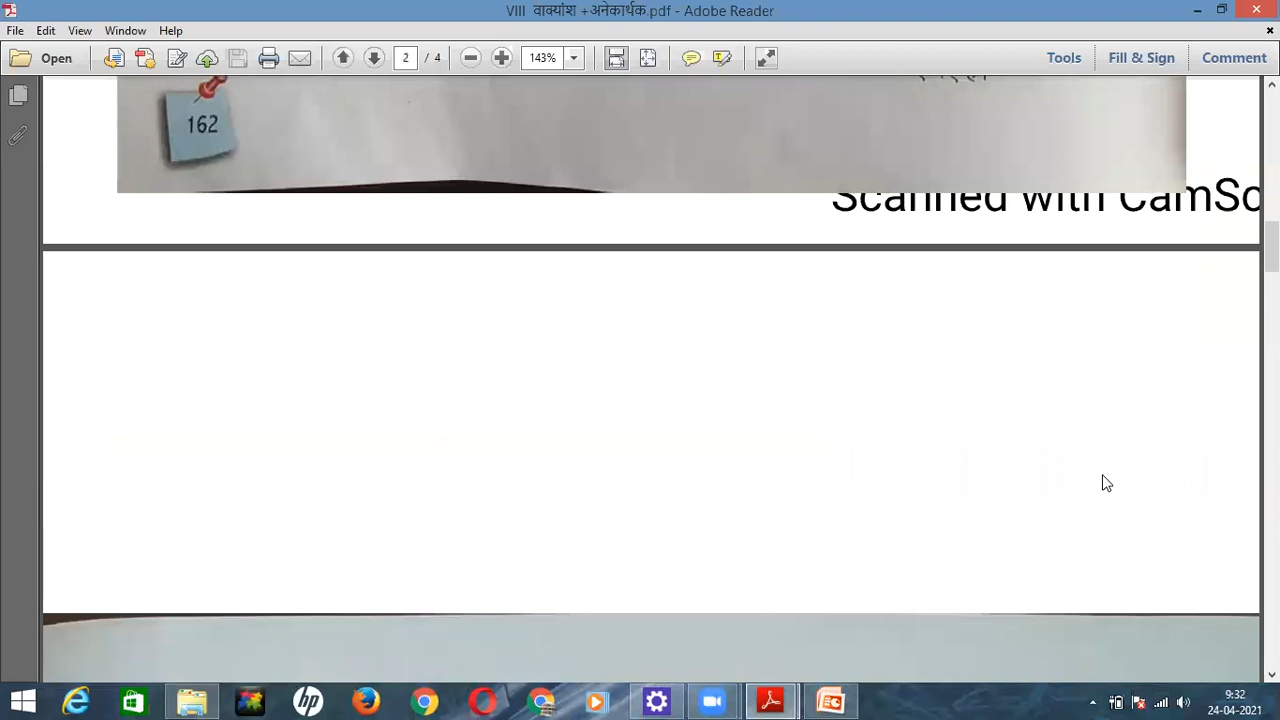 VIII वाक्यांश +अनेकार्थक.pdf - Adobe Reader
File Edit View Window Help
Open 2 / 4 143% Tools Fill & Sign Comment
162
Scanned with CamSc
9:32
24-04-2021